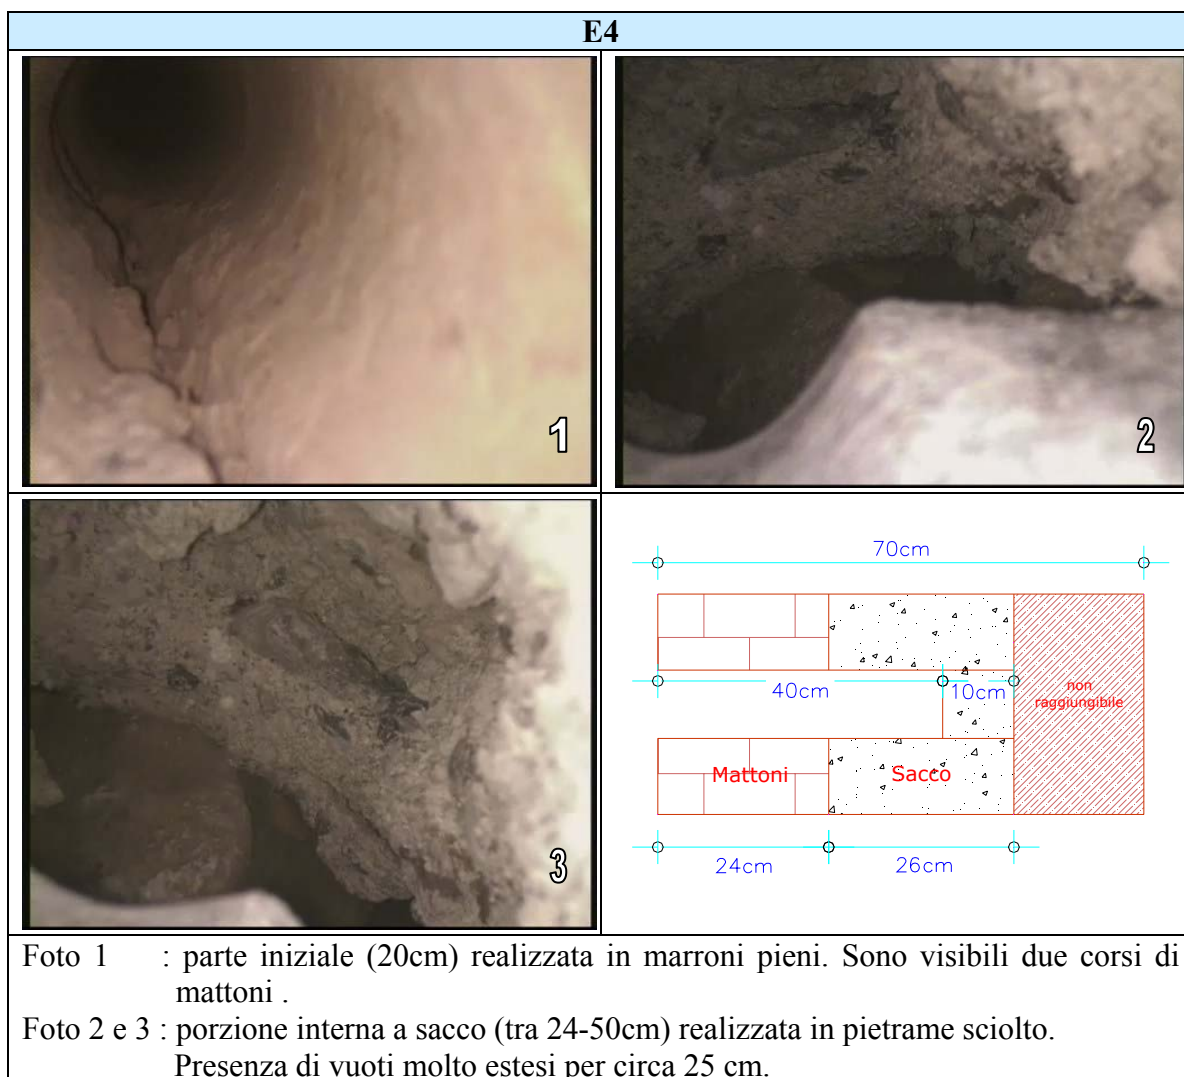 E4
1
2
3
70cm
40cm
10cm
non
raggiungibile
Mattoni
Sacco
24cm
26cm
Foto 1 : parte iniziale (20cm) realizzata in marroni pieni. Sono visibili due corsi di
mattoni .
Foto 2 e 3 : porzione interna a sacco (tra 24-50cm) realizzata in pietrame sciolto.
Presenza di vuoti molto estesi per circa 25 cm.